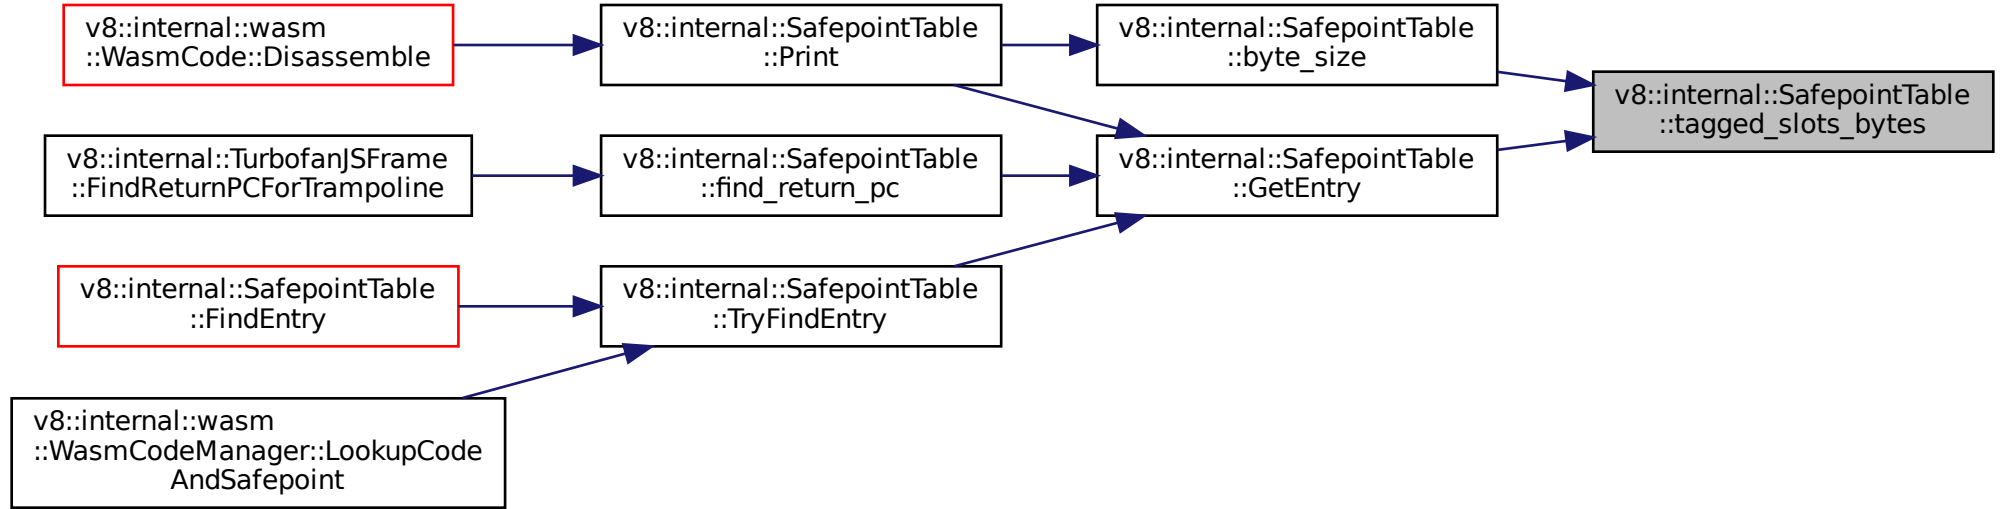 v8::internal::wasm
::WasmCode::Disassemble
v8::internal::SafepointTable
::Print
v8::internal::SafepointTable
::byte_size
v8::internal::SafepointTable
::tagged_slots_bytes
v8::internal::TurbofanJSFrame
::FindReturnPCForTrampoline
v8::internal::SafepointTable
::find_return_pc
v8::internal::SafepointTable
::GetEntry
v8::internal::SafepointTable
::FindEntry
v8::internal::SafepointTable
::TryFindEntry
v8::internal::wasm
::WasmCodeManager::LookupCode
AndSafepoint